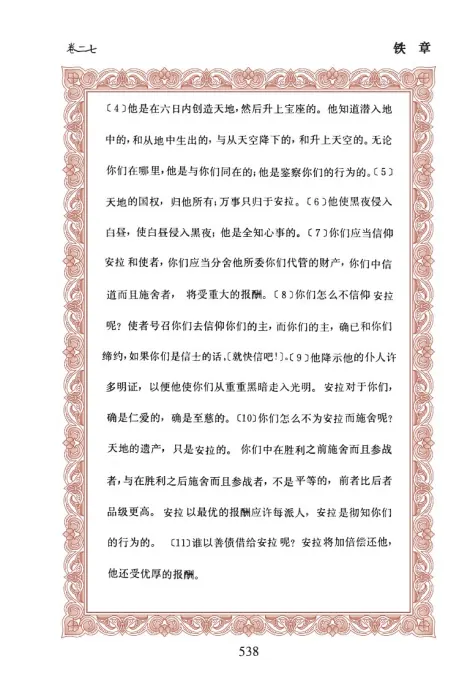 卷二七
铁 章
〔4〕他是在六日内创造天地，然后升上宝座的。他知道潜入地
中的，和从地中生出的，与从天空降下的，和升上天空的。无论
你们在哪里，他是与你们同在的；他是鉴察你们的行为的。〔5〕
天地的国权，归他所有；万事只归于安拉。〔6〕他使黑夜侵入
白昼，使白昼侵入黑夜；他是全知心事的。〔7〕你们应当信仰
安拉和使者，你们应当分舍他所委你们代管的财产，你们中信
道而且施舍者，将受重大的报酬。〔8〕你们怎么不信仰安拉
呢？使者号召你们去信仰你们的主，而你们的主，确已和你们
缔约，如果你们是信士的话，〔就快信吧！〕。〔9〕他降示他的仆人许
多明证，以便他使你们从重重黑暗走入光明。安拉对于你们，
确是仁爱的，确是至慈的。〔10〕你们怎么不为安拉而施舍呢？
天地的遗产，只是安拉的。你们中在胜利之前施舍而且参战
者，与在胜利之后施舍而且参战者，不是平等的，前者比后者
品级更高。安拉以最优的报酬应许每派人，安拉是彻知你们
的行为的。〔11〕谁以善债借给安拉呢？安拉将加倍偿还他，
他还受优厚的报酬。
538